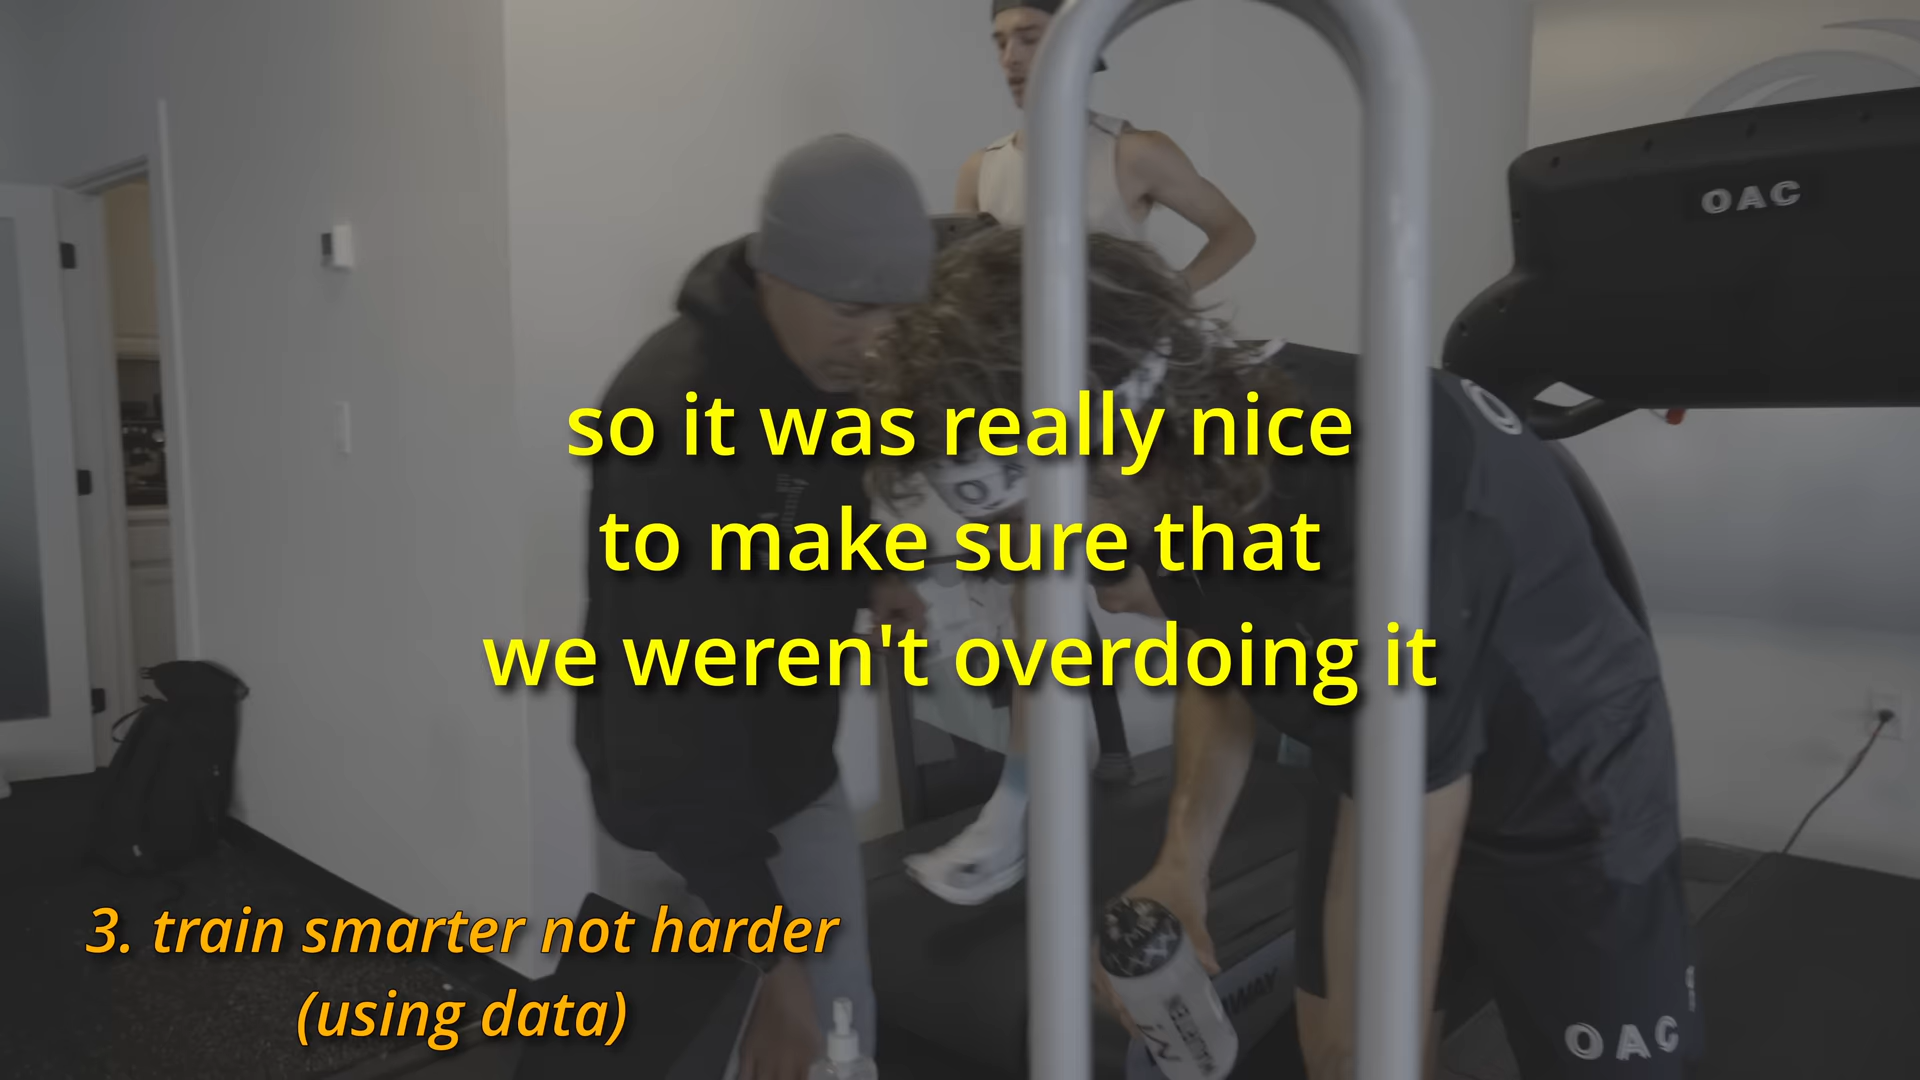 OAC
so it was really nice
to make sure that
we weren't overdoing it
3. train smarter not harder
(using data)
OAC